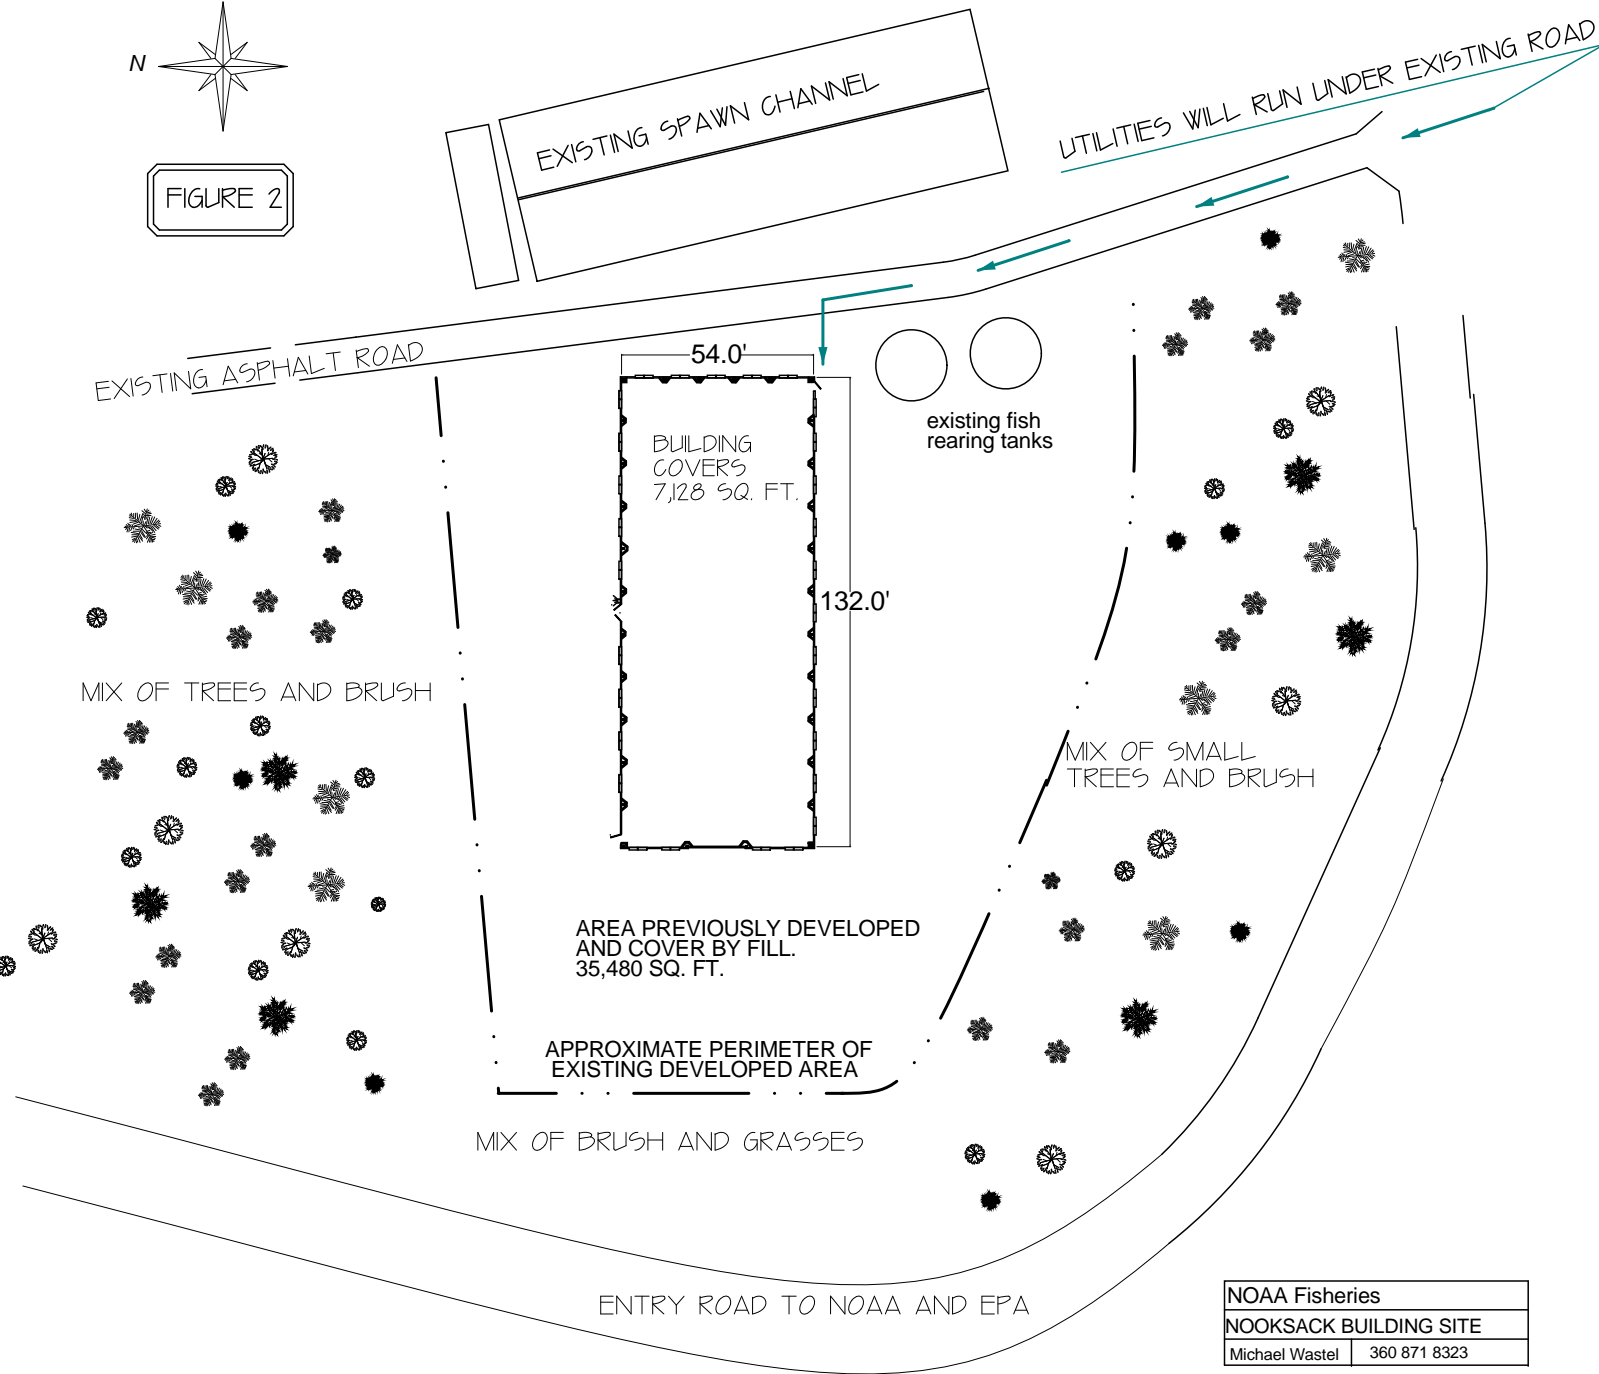 N
FIGURE 2
EXISTING SPAWN CHANNEL
UTILITIES WILL RUN UNDER EXISTING ROAD
EXISTING ASPHALT ROAD
54.0'
existing fish
rearing tanks
BUILDING
COVERS
7,128 SQ. FT.
132.0'
MIX OF TREES AND BRUSH
MIX OF SMALL
TREES AND BRUSH
AREA PREVIOUSLY DEVELOPED
AND COVER BY FILL.
35,480 SQ. FT.
APPROXIMATE PERIMETER OF
EXISTING DEVELOPED AREA
MIX OF BRUSH AND GRASSES
ENTRY ROAD TO NOAA AND EPA
NOAA Fisheries
NOOKSACK BUILDING SITE
Michael Wastel 360 871 8323